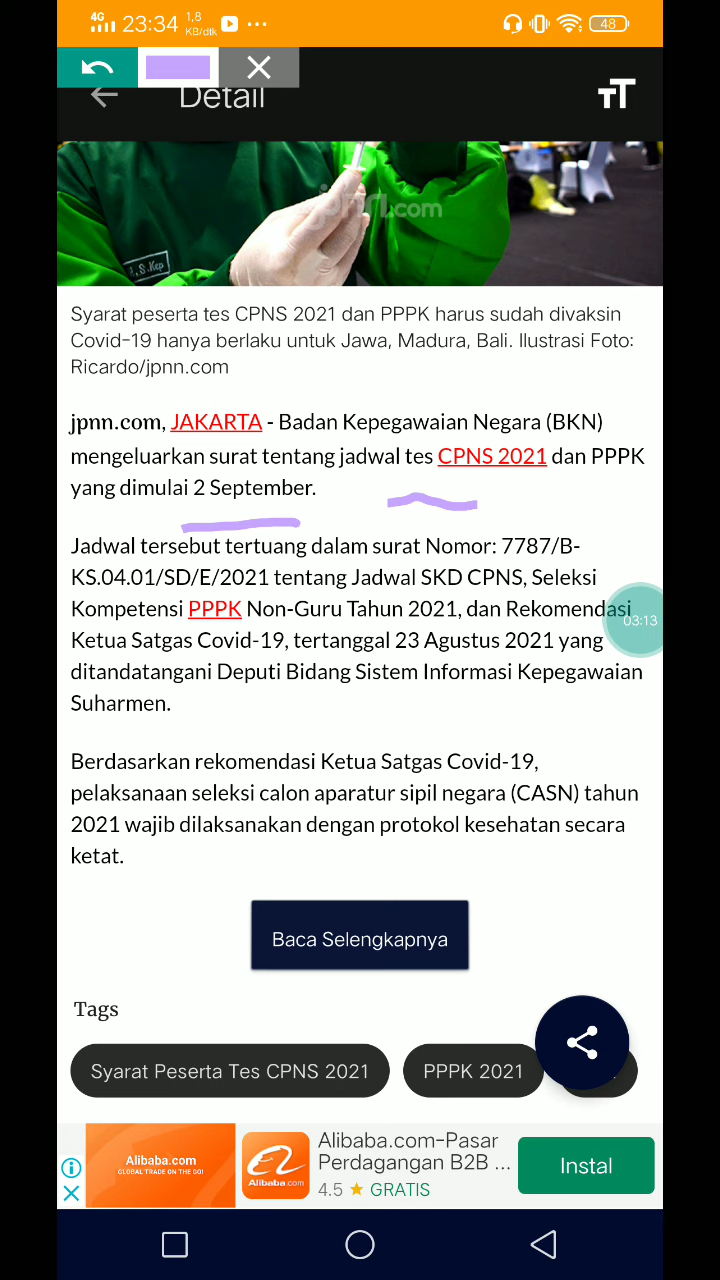 4G 23:34 1,8 KB/dtk ... 48
Detail
jpnn.com
, S.Kep
Syarat peserta tes CPNS 2021 dan PPPK harus sudah divaksin
Covid-19 hanya berlaku untuk Jawa, Madura, Bali. Ilustrasi Foto:
Ricardo/jpnn.com
jpnn.com, JAKARTA - Badan Kepegawaian Negara (BKN)
mengeluarkan surat tentang jadwal tes CPNS 2021 dan PPPK
yang dimulai 2 September.
Jadwal tersebut tertuang dalam surat Nomor: 7787/B-
KS.04.01/SD/E/2021 tentang Jadwal SKD CPNS, Seleksi
Kompetensi PPPK Non-Guru Tahun 2021, dan Rekomendasi
03:13
Ketua Satgas Covid-19, tertanggal 23 Agustus 2021 yang
ditandatangani Deputi Bidang Sistem Informasi Kepegawaian
Suharmen.
Berdasarkan rekomendasi Ketua Satgas Covid-19,
pelaksanaan seleksi calon aparatur sipil negara (CASN) tahun
2021 wajib dilaksanakan dengan protokol kesehatan secara
ketat.
Baca Selengkapnya
Tags
Syarat Peserta Tes CPNS 2021 PPPK 2021
Alibaba.com
GLOBAL TRADE ON THE GO!
Alibaba.com
Alibaba.com-Pasar
Perdagangan B2B ...
4.5 ★ GRATIS
Instal